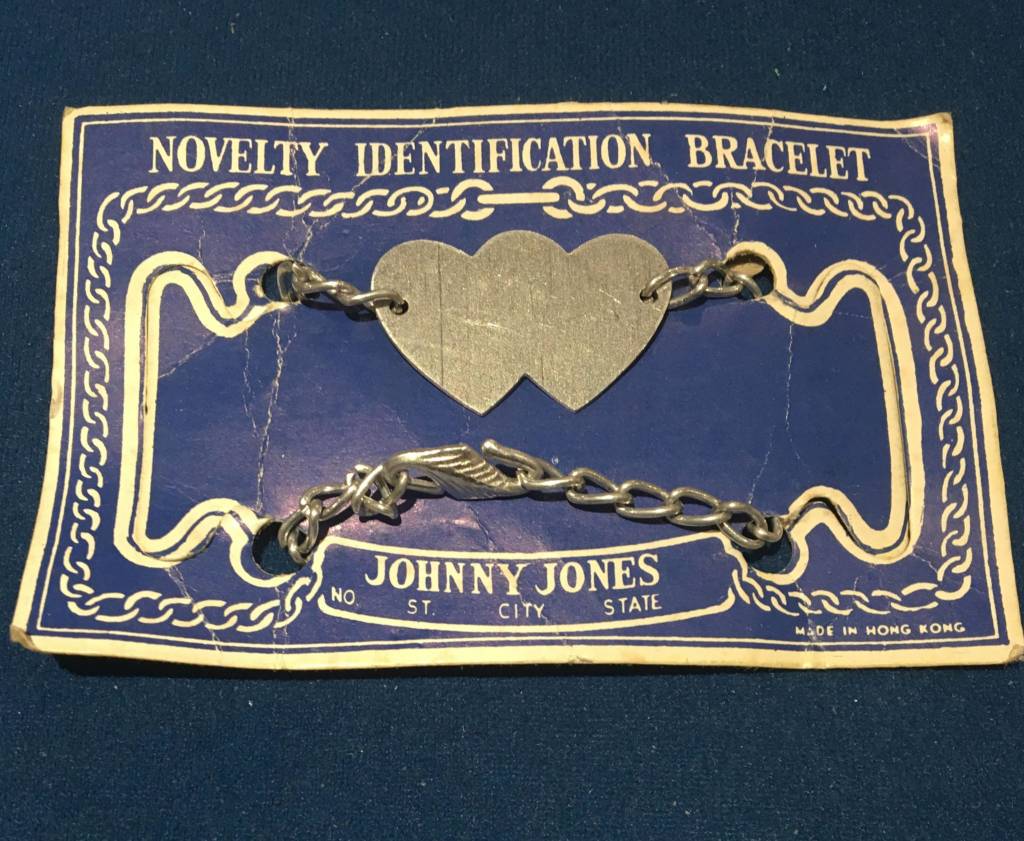 NOVELTY IDENTIFICATION BRACELET
JOHNNY JONES
NO. ST. CITY STATE
MADE IN HONG KONG